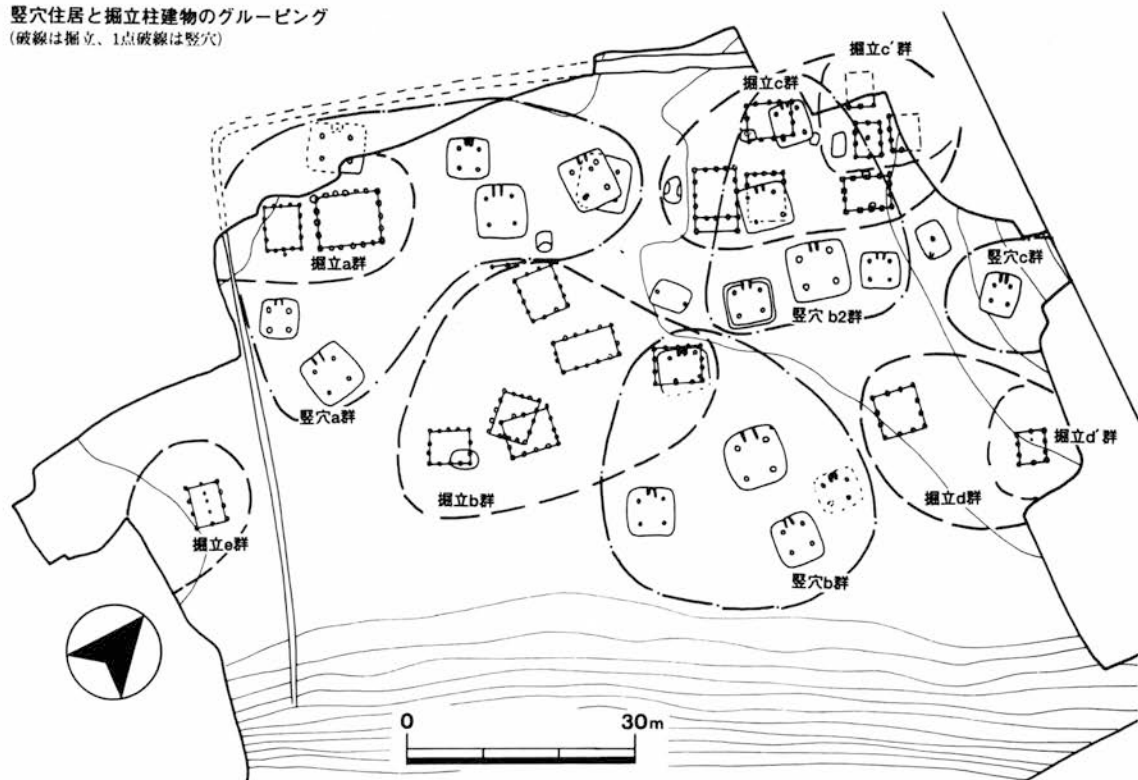 竪穴住居と掘立柱建物のグルーピング
(破線は掘立、1点破線は竪穴)
掘立c´群
掘立c群
掘立a群
竪穴c群
竪穴 b2群
竪穴a群
掘立d´群
掘立b群
掘立d群
掘立e群
竪穴b群
0 30m